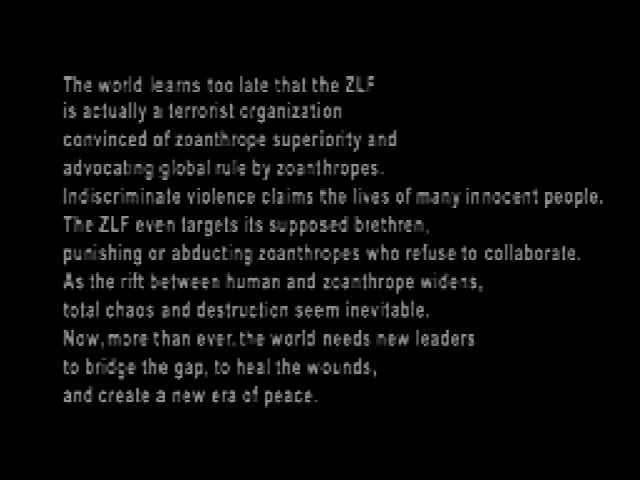 The world learns too late that the ZLF
is actually a terrorist organization
convinced of zoanthrope superiority and
advocating global rule by zoanthropes.
Indiscriminate violence claims the lives of many innocent people.
The ZLF even targets its supposed brethren,
punishing or abducting zoanthropes who refuse to collaborate.
As the rift between human and zoanthrope widens,
total chaos and destruction seem inevitable.
Now, more than ever, the world needs new leaders
to bridge the gap, to heal the wounds,
and create a new era of peace.